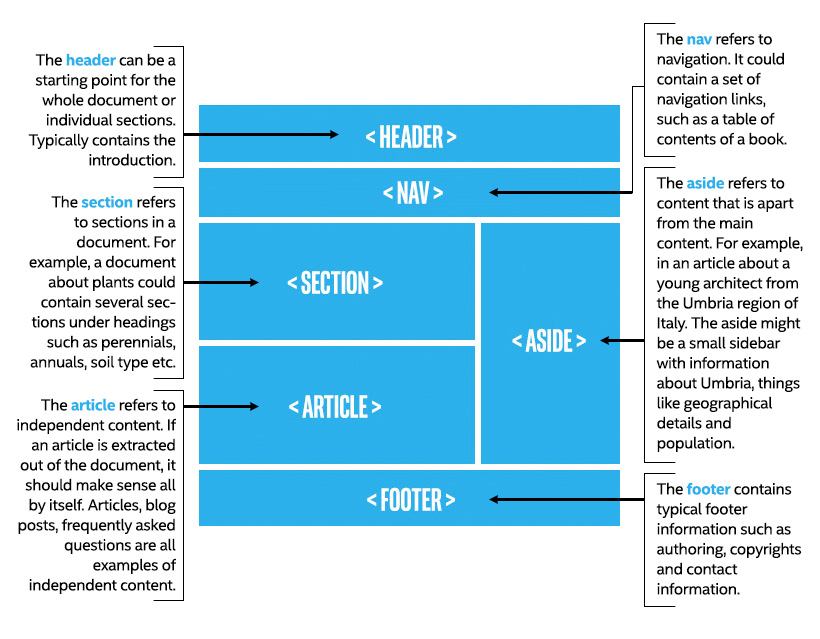 The header can be a
starting point for the
whole document or
individual sections.
Typically contains the
introduction.
The section refers
to sections in a
document. For
example, a document
about plants could
contain several sec-
tions under headings
such as perennials,
annuals, soil type etc.
The article refers to
independent content. If
an article is extracted
out of the document, it
should make sense all
by itself. Articles, blog
posts, frequently asked
questions are all
examples of
independent content.
< HEADER >
< NAV >
< SECTION >
< ARTICLE >
< ASIDE >
< FOOTER >
The nav refers to
navigation. It could
contain a set of
navigation links,
such as a table of
contents of a book.
The aside refers to
content that is apart
from the main
content. For example,
in an article about a
young architect from
the Umbria region of
Italy. The aside might
be a small sidebar
with information
about Umbria, things
like geographical
details and
population.
The footer contains
typical footer
information such as
authoring, copyrights
and contact
information.